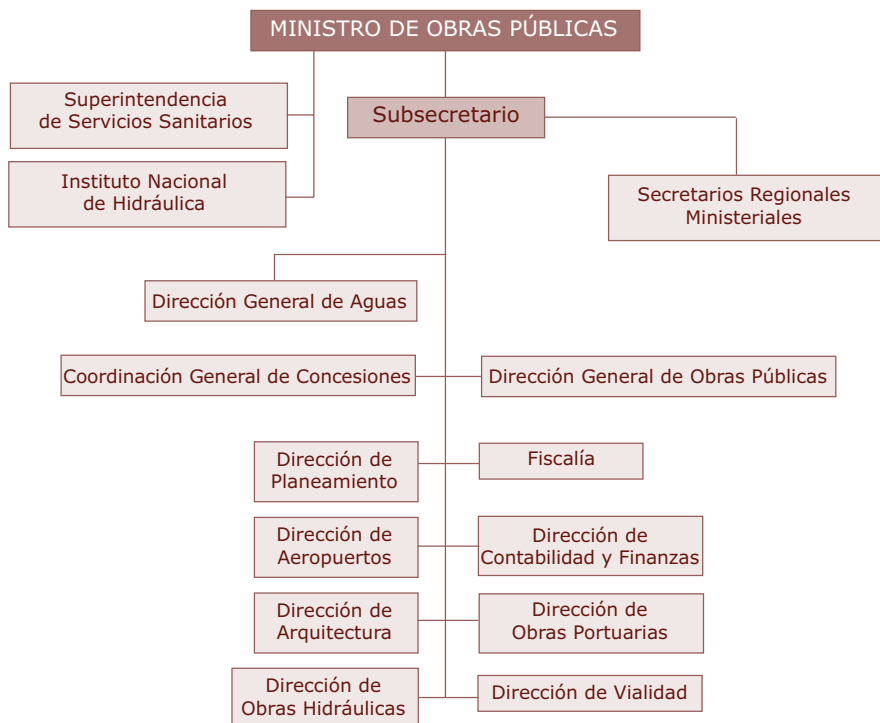 MINISTRO DE OBRAS PÚBLICAS
Superintendencia
de Servicios Sanitarios
Subsecretario
Instituto Nacional
de Hidráulica
Secretarios Regionales
Ministeriales
Dirección General de Aguas
Coordinación General de Concesiones
Dirección General de Obras Públicas
Dirección de
Planeamiento
Fiscalía
Dirección de
Aeropuertos
Dirección de
Contabilidad y Finanzas
Dirección de
Arquitectura
Dirección de
Obras Portuarias
Dirección de
Obras Hidráulicas
Dirección de Vialidad